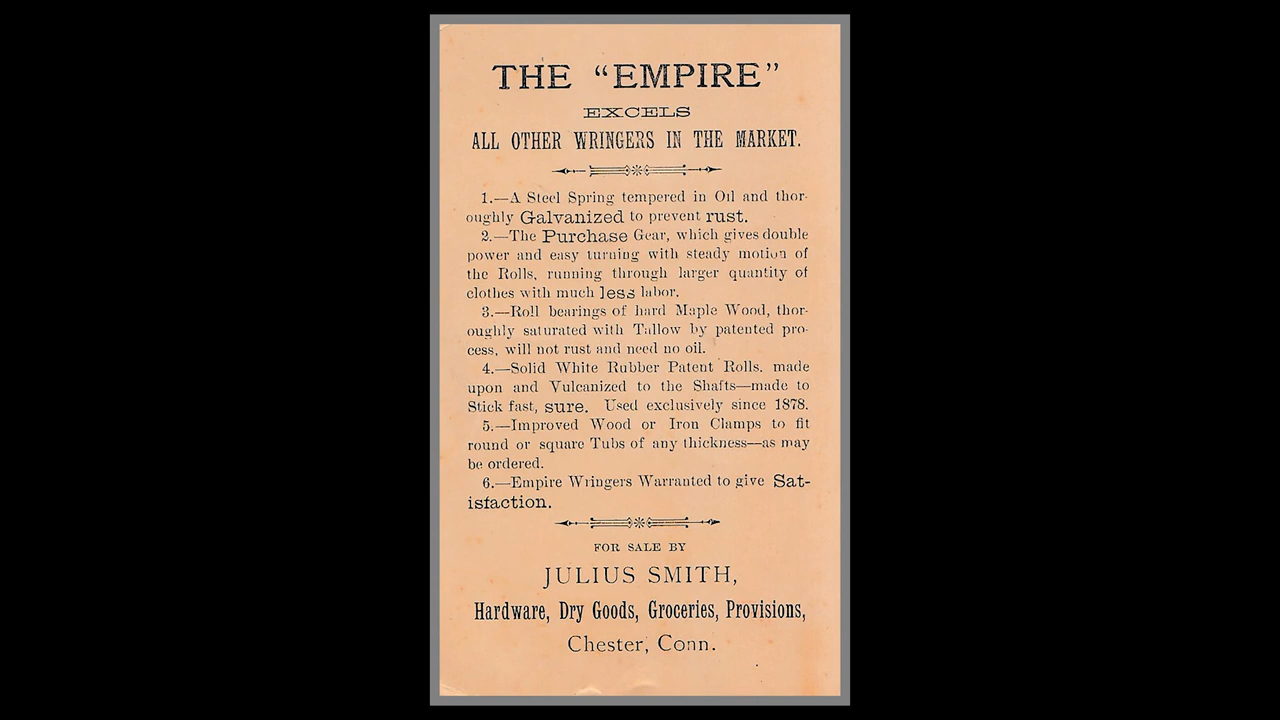 THE “EMPIRE”
EXCELS
ALL OTHER WRINGERS IN THE MARKET.
1.—A Steel Spring tempered in Oil and thor-
oughly Galvanized to prevent rust.
2.—The Purchase Gear, which gives double
power and easy turning with steady motion of
the Rolls, running through larger quantity of
clothes with much less labor.
3.—Roll bearings of hard Maple Wood, thor-
oughly saturated with Tallow by patented pro-
cess, will not rust and need no oil.
4.—Solid White Rubber Patent Rolls. made
upon and Vulcanized to the Shafts—made to
Stick fast, sure. Used exclusively since 1878.
5.—Improved Wood or Iron Clamps to fit
round or square Tubs of any thickness—as may
be ordered.
6.—Empire Wringers Warranted to give Sat-
isfaction.
FOR SALE BY
JULIUS SMITH,
Hardware, Dry Goods, Groceries, Provisions,
Chester, Conn.